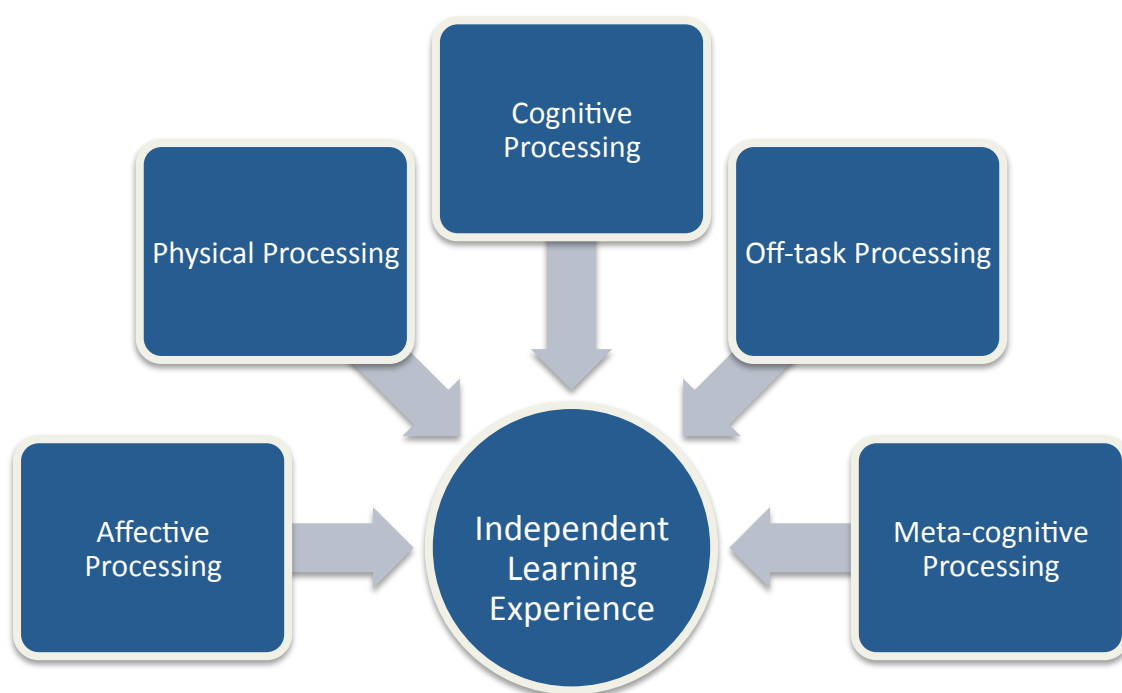 Cognitive
Processing
Physical Processing
Off-task Processing
Affective
Processing
Independent
Learning
Experience
Meta-cognitive
Processing